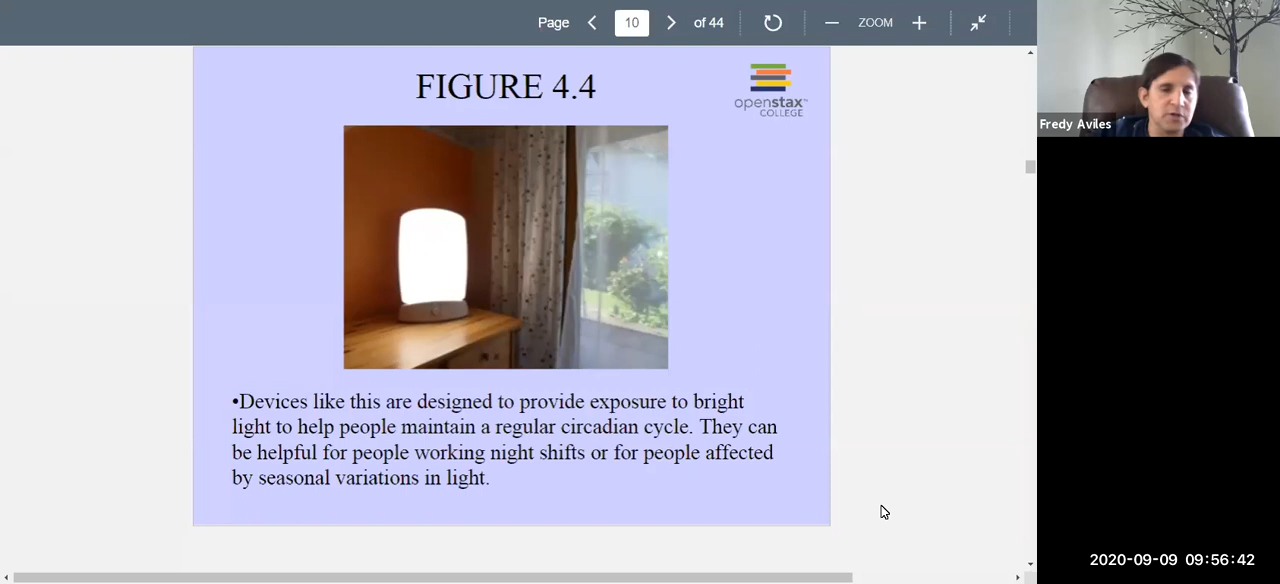 Page 10 of 44 ZOOM
FIGURE 4.4
openstax™
COLLEGE
•Devices like this are designed to provide exposure to bright
light to help people maintain a regular circadian cycle. They can
be helpful for people working night shifts or for people affected
by seasonal variations in light.
Fredy Aviles
2020-09-09 09:56:42